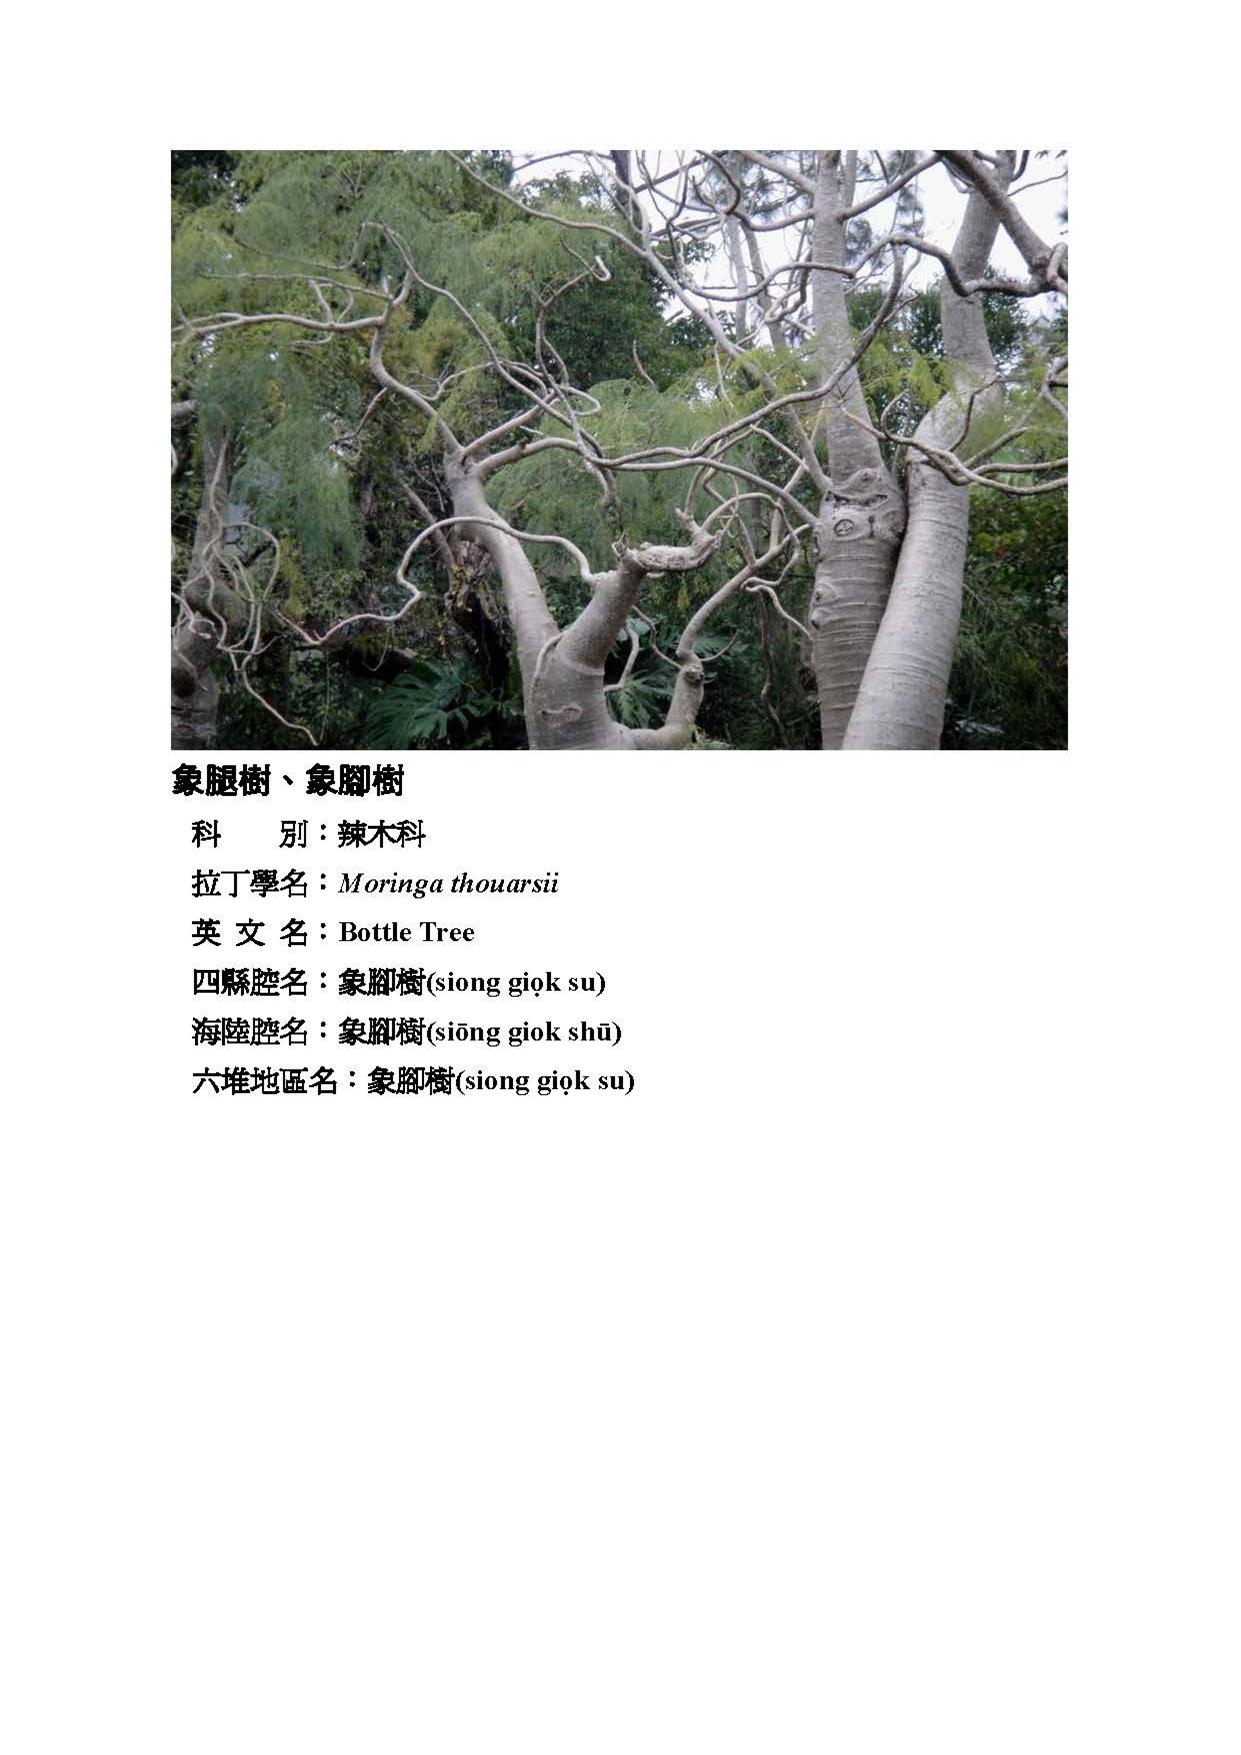 象腿樹、象腳樹
科　　別：辣木科
拉丁學名：Moringa thouarsii
英 文 名：Bottle Tree
四縣腔名：象腳樹(siong giọk su)
海陸腔名：象腳樹(siōng giok shū)
六堆地區名：象腳樹(siong giọk su)